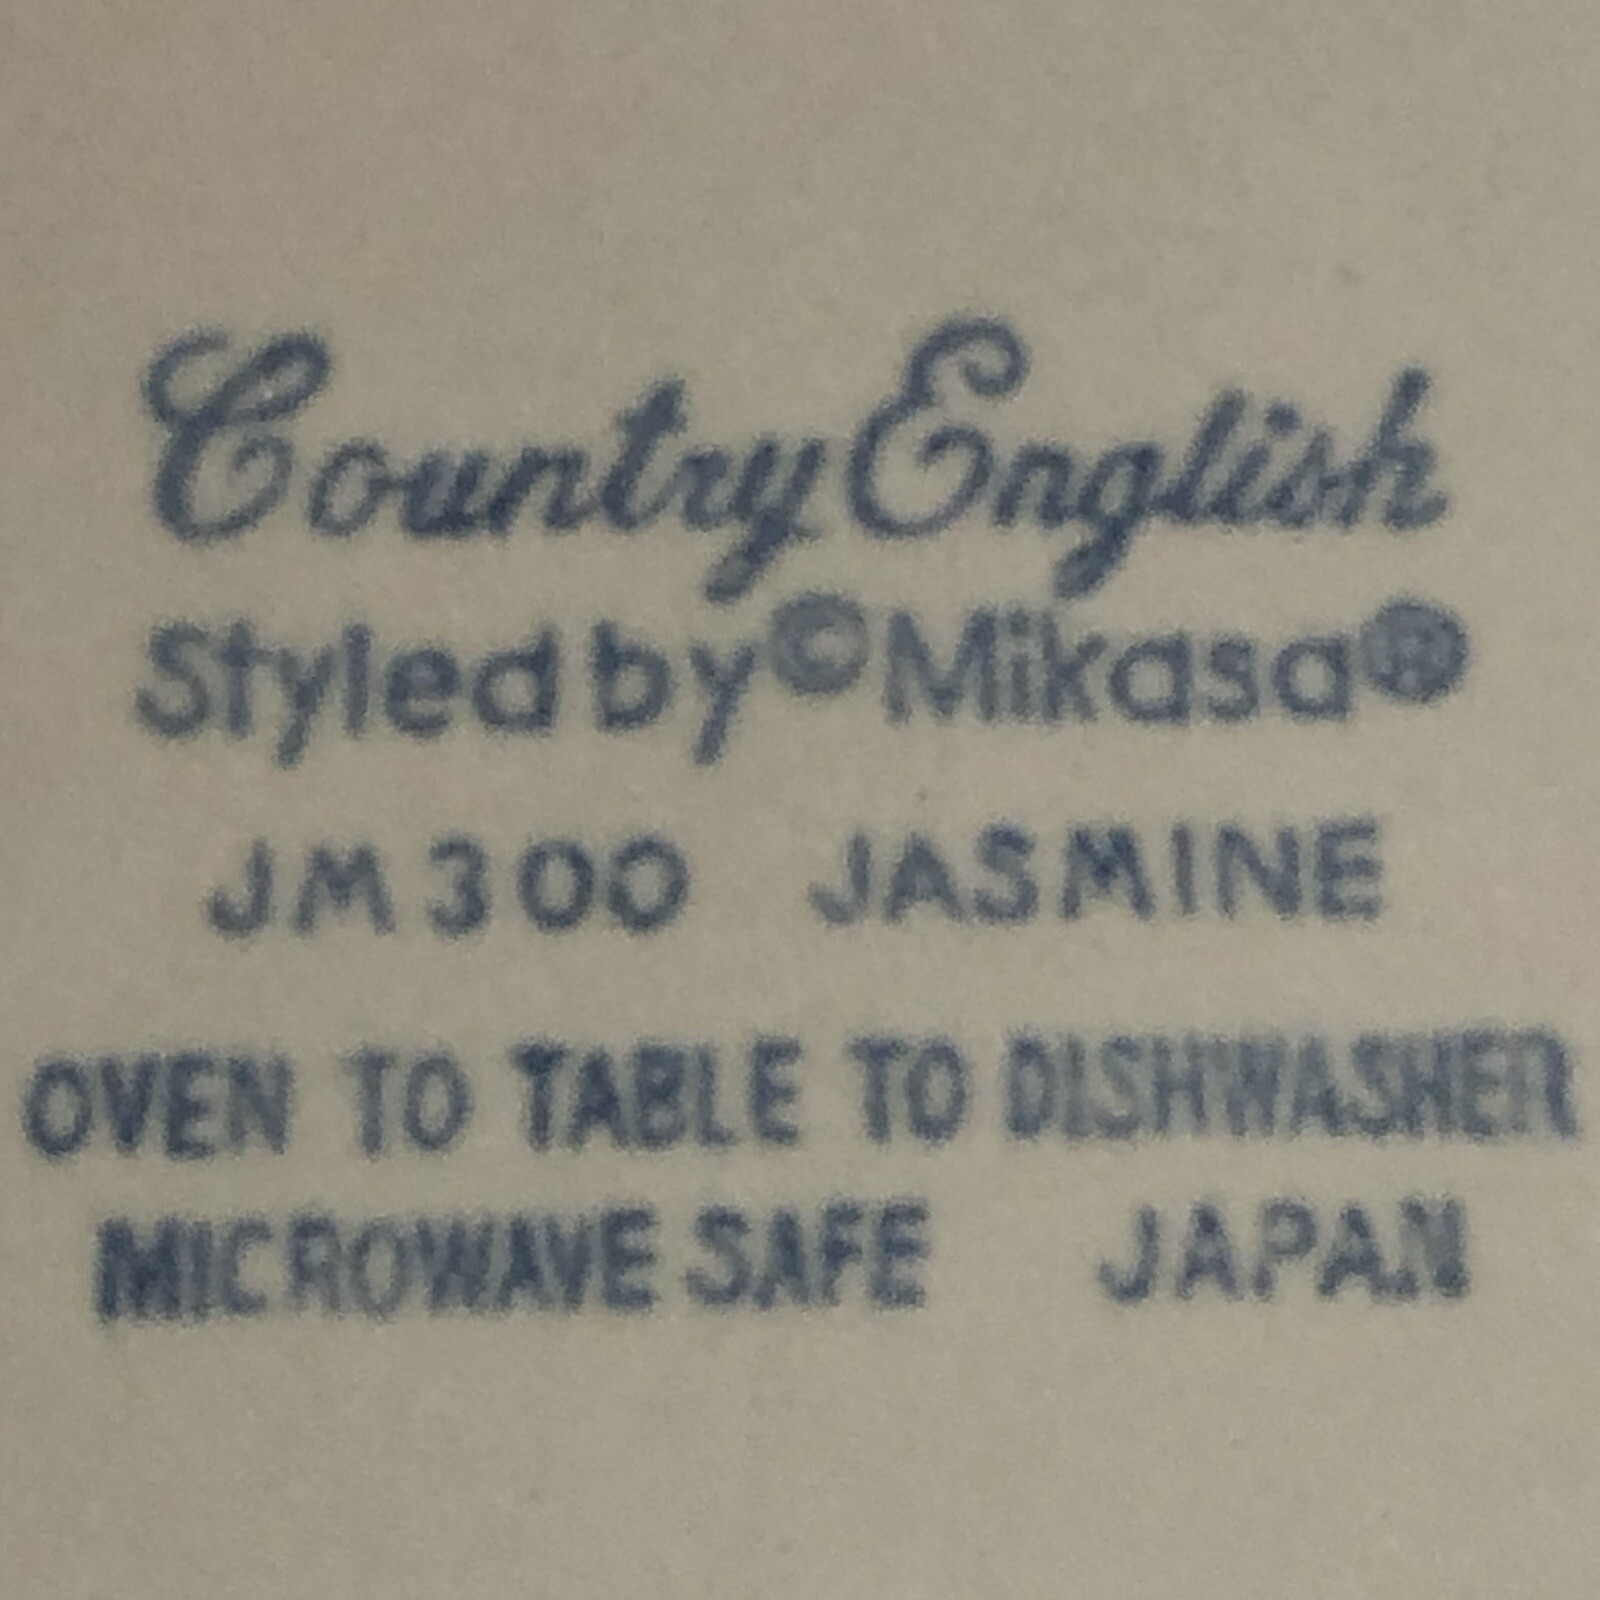 Country English
Styled by © Mikasa ®
JM300 JASMINE
OVEN TO TABLE TO DISHWASHER
MICROWAVE SAFE JAPAN